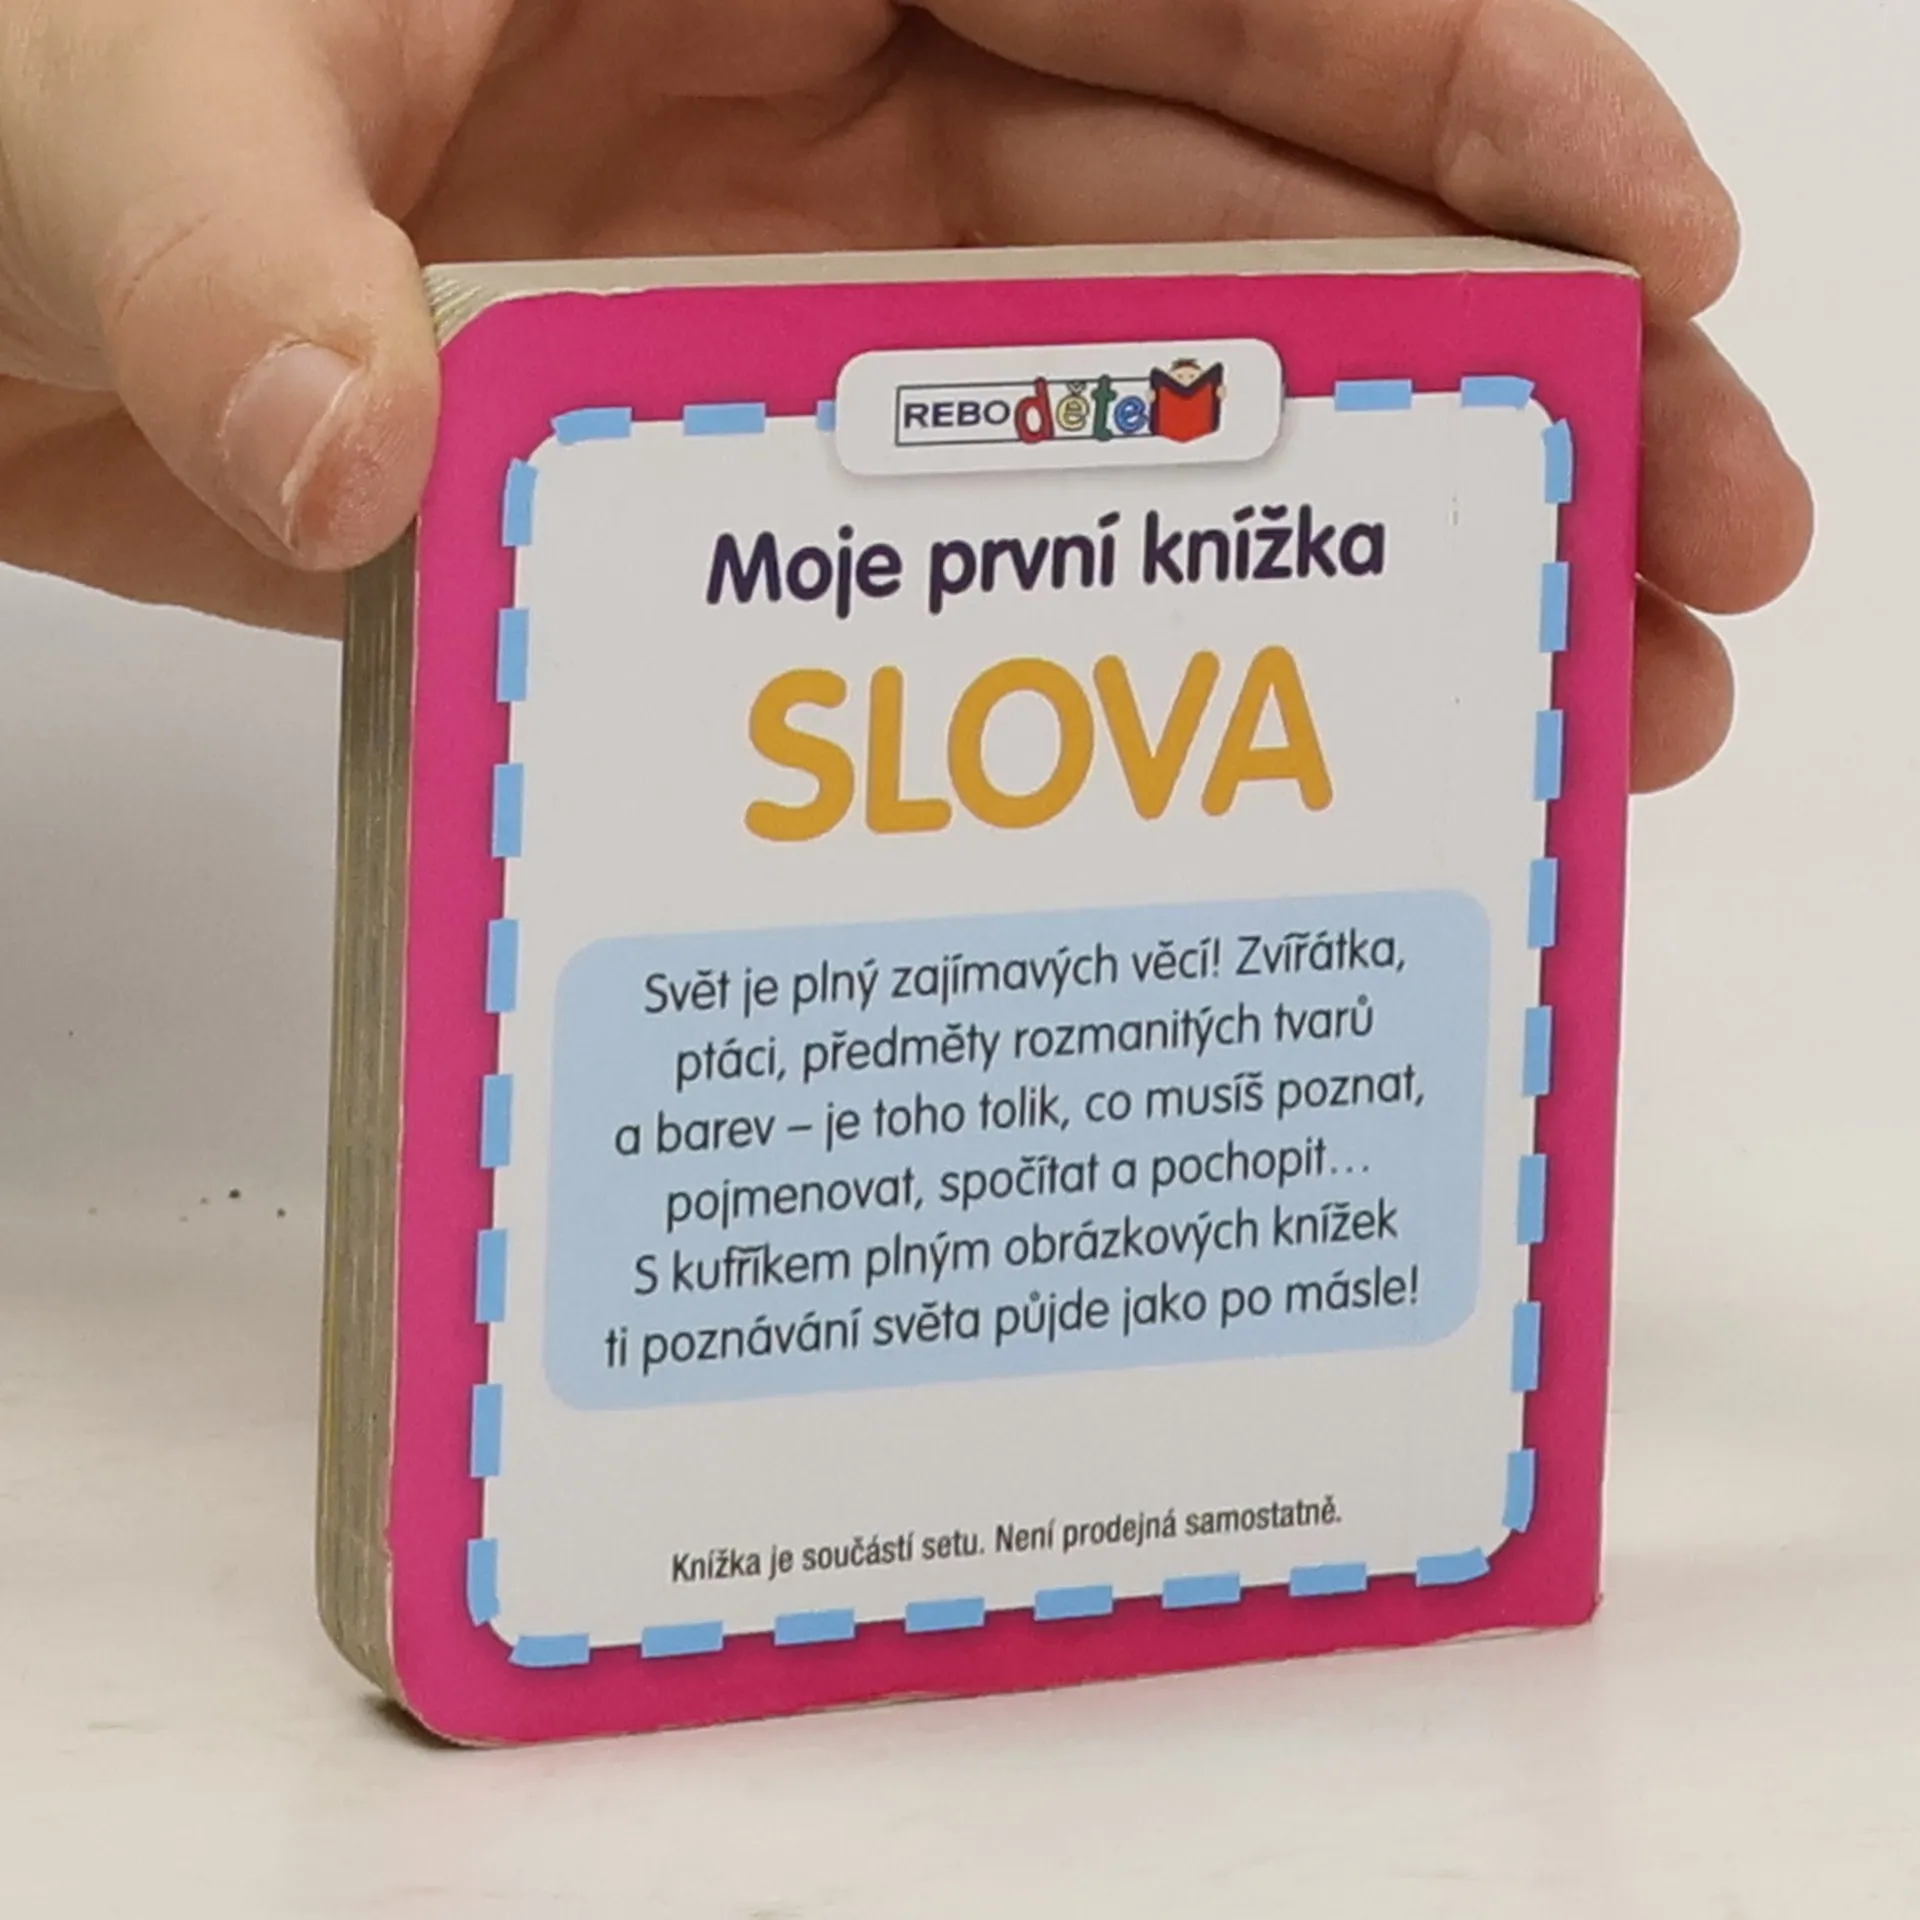 REBO dětem
Moje první knížka
SLOVA
Svět je plný zajímavých věcí! Zvířátka,
ptáci, předměty rozmanitých tvarů
a barev – je toho tolik, co musíš poznat,
pojmenovat, spočítat a pochopit...
S kufříkem plným obrázkových knížek
ti poznávání světa půjde jako po másle!
Knížka je součástí setu. Není prodejná samostatně.